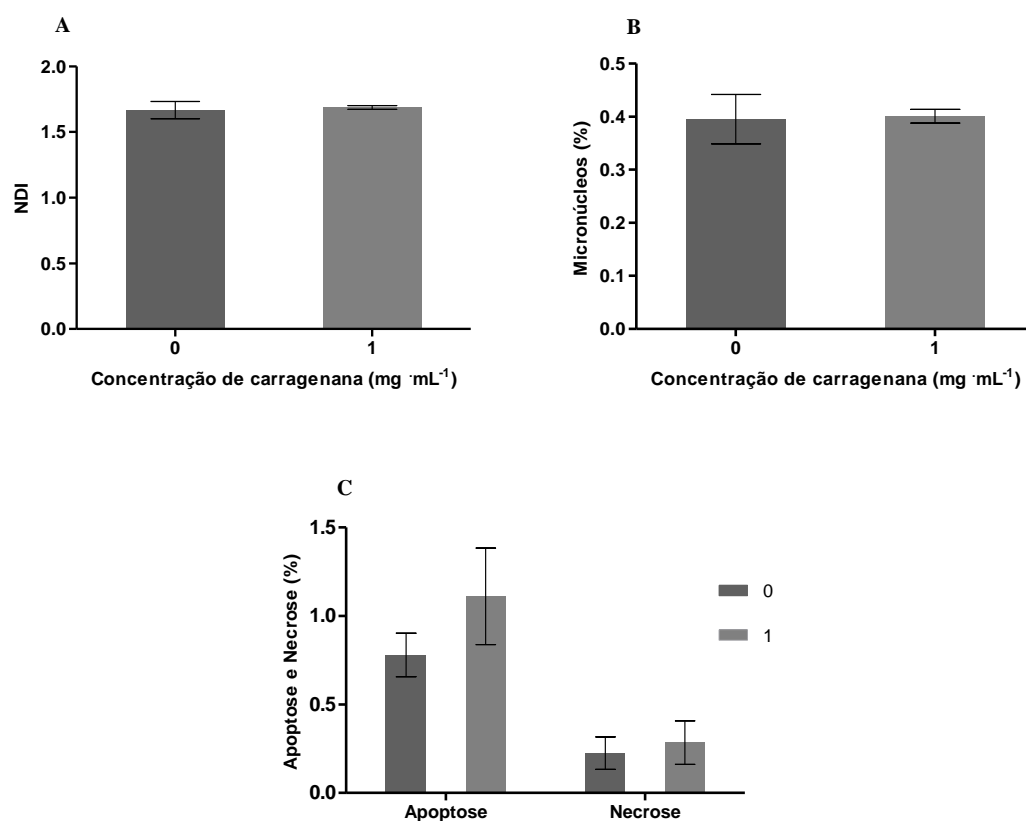 A
NDI
2.0
1.5
1.0
0.5
0.0
0
1
Concentração de carragenana (mg ·mL⁻¹)
B
Micronúcleos (%)
0.5
0.4
0.3
0.2
0.1
0.0
0
1
Concentração de carragenana (mg ·mL⁻¹)
C
Apoptose e Necrose (%)
1.5
1.0
0.5
0.0
Apoptose
Necrose
0
1